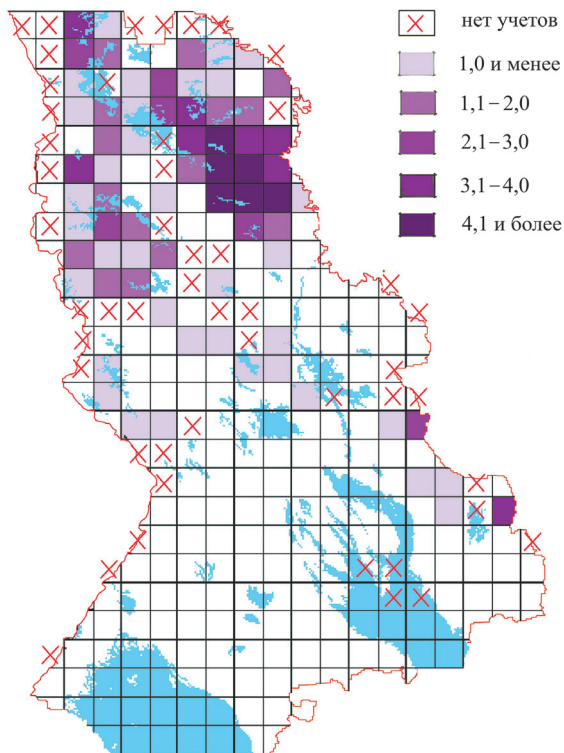 нет учетов
1,0 и менее
1,1–2,0
2,1–3,0
3,1–4,0
4,1 и более